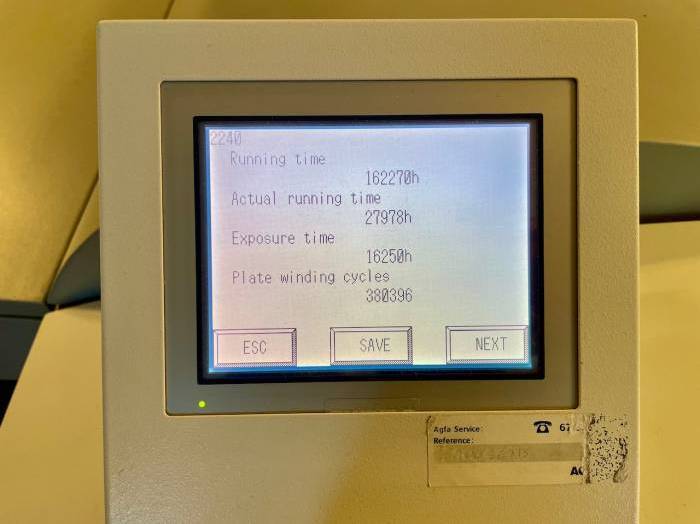 2240
Running time
162270h
Actual running time
27978h
Exposure time
16250h
Plate winding cycles
380396
ESC SAVE NEXT
Agfa Service: ☎
Reference: